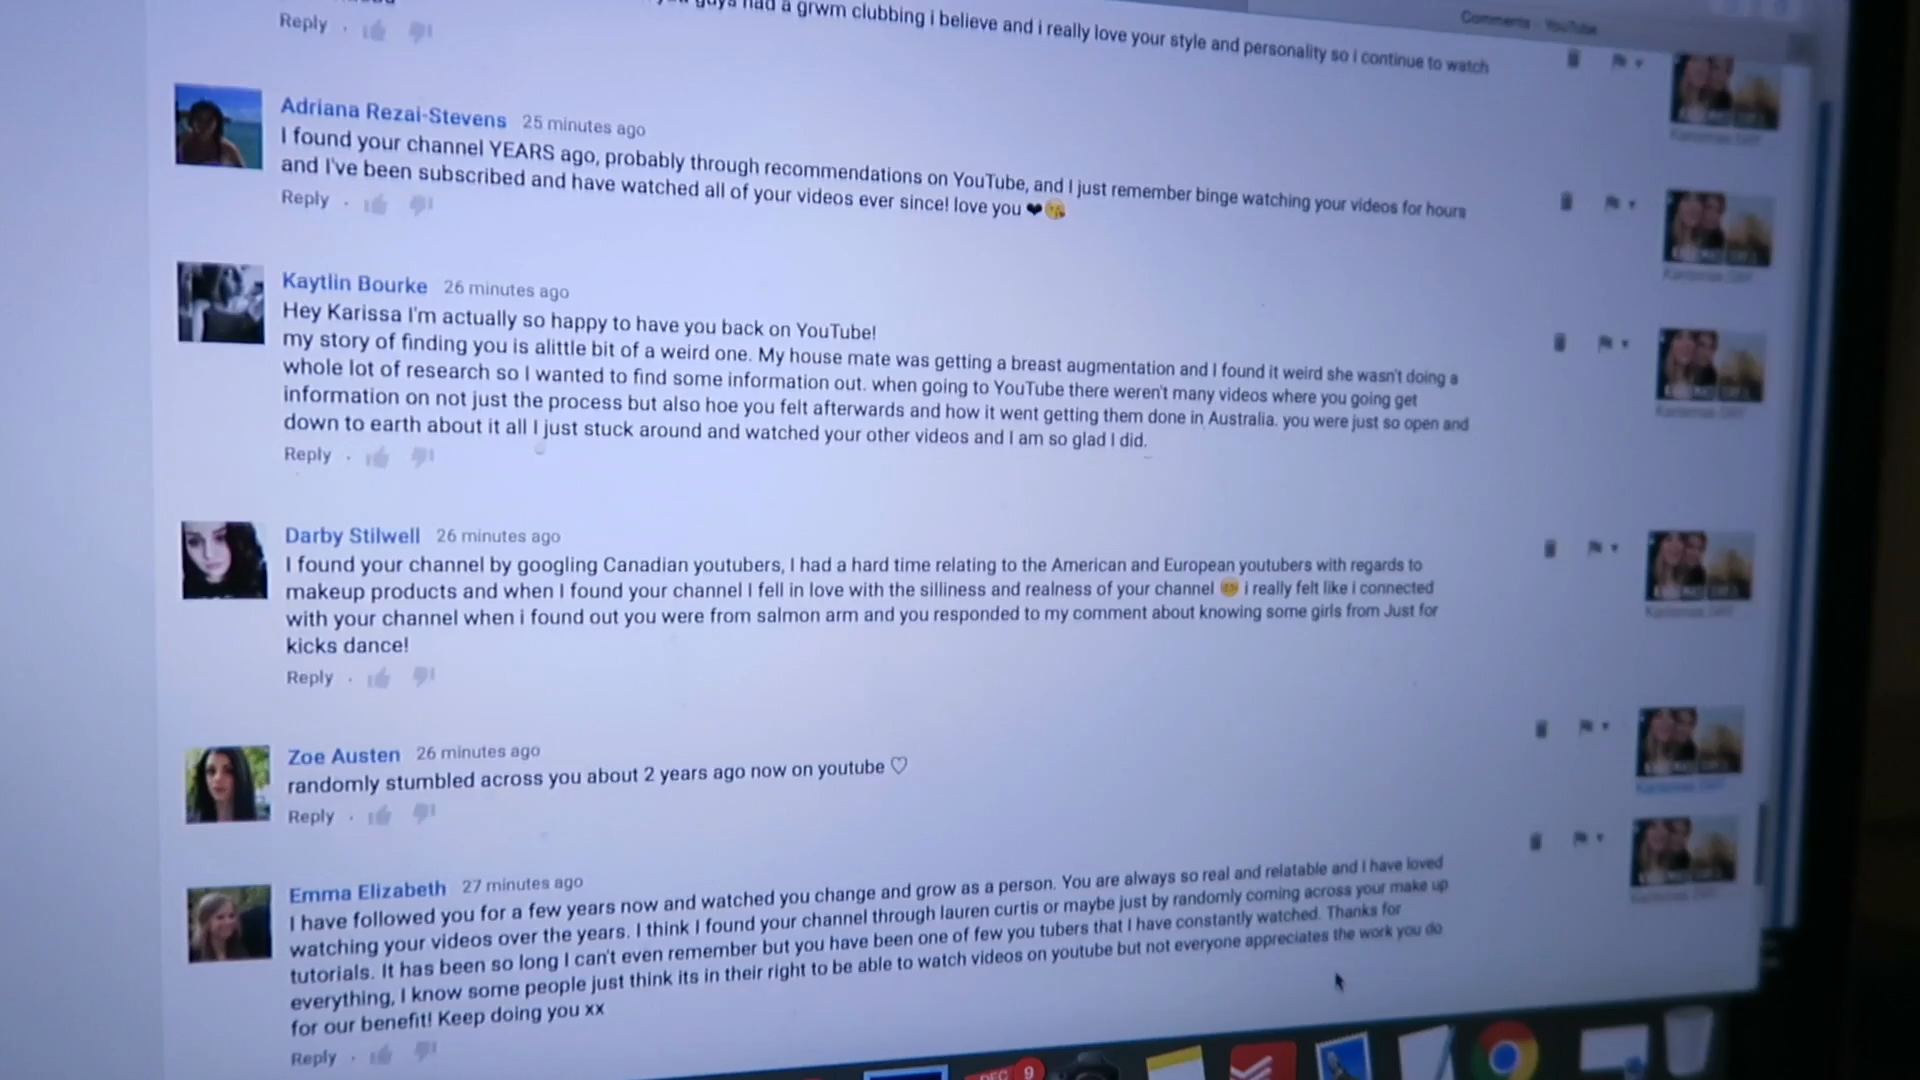 Comments - YouTube
guys had a grwm clubbing i believe and i really love your style and personality so i continue to watch
Reply
Adriana Rezai-Stevens 25 minutes ago
I found your channel YEARS ago, probably through recommendations on YouTube, and I just remember binge watching your videos for hours
and I've been subscribed and have watched all of your videos ever since! love you ❤😘
Reply
Kaytlin Bourke 26 minutes ago
Hey Karissa I'm actually so happy to have you back on YouTube!
my story of finding you is alittle bit of a weird one. My house mate was getting a breast augmentation and I found it weird she wasn't doing a
whole lot of research so I wanted to find some information out. when going to YouTube there weren't many videos where you going get
information on not just the process but also hoe you felt afterwards and how it went getting them done in Australia. you were just so open and
down to earth about it all I just stuck around and watched your other videos and I am so glad I did.
Reply
Darby Stilwell 26 minutes ago
I found your channel by googling Canadian youtubers, I had a hard time relating to the American and European youtubers with regards to
makeup products and when I found your channel I fell in love with the silliness and realness of your channel i really felt like i connected
with your channel when i found out you were from salmon arm and you responded to my comment about knowing some girls from Just for
kicks dance!
Reply
Zoe Austen 26 minutes ago
randomly stumbled across you about 2 years ago now on youtube ♡
Reply
Emma Elizabeth 27 minutes ago
I have followed you for a few years now and watched you change and grow as a person. You are always so real and relatable and I have loved
watching your videos over the years. I think I found your channel through lauren curtis or maybe just by randomly coming across your make up
tutorials. It has been so long I can't even remember but you have been one of few you tubers that I have constantly watched. Thanks for
everything, I know some people just think its in their right to be able to watch videos on youtube but not everyone appreciates the work you do
for our benefit! Keep doing you xx
Reply
DEC 9